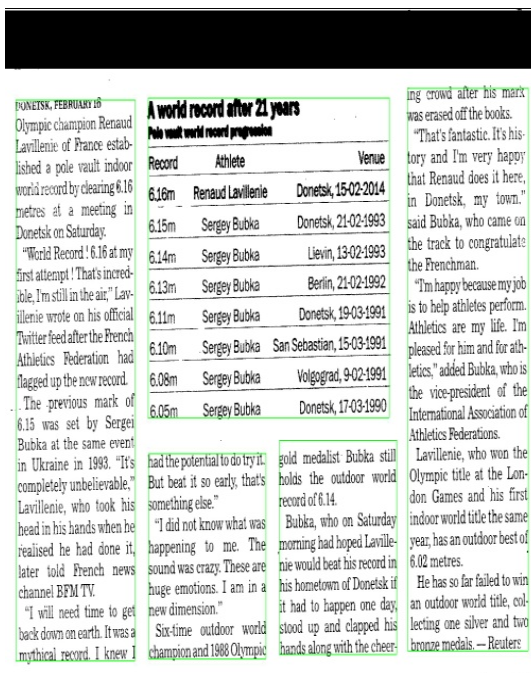 DONETSK, FEBRUARY 16
Olympic champion Renaud
Lavillenie of France estab-
lished a pole vault indoor
world record by clearing 6.16
metres at a meeting in
Donetsk on Saturday.
"World Record ! 6.16 at my
first attempt ! That's incred-
ible, I'm still in the air," Lav-
illenie wrote on his official
Twitter feed after the French
Athletics Federation had
flagged up the new record.
The previous mark of
6.15 was set by Sergei
Bubka at the same event
in Ukraine in 1993. "It's
completely unbelievable,"
Lavillenie, who took his
head in his hands when he
realised he had done it,
later told French news
channel BFM TV.
"I will need time to get
back down on earth. It was a
mythical record. I knew I
A world record after 21 years
Pole vault world record progression
Record Athlete Venue
6.16m Renaud Lavillenie Donetsk, 15-02-2014
6.15m Sergey Bubka Donetsk, 21-02-1993
6.14m Sergey Bubka Lievin, 13-02-1993
6.13m Sergey Bubka Berlin, 21-02-1992
6.11m Sergey Bubka Donetsk, 19-03-1991
6.10m Sergey Bubka San Sebastian, 15-03-1991
6.08m Sergey Bubka Volgograd, 9-02-1991
6.05m Sergey Bubka Donetsk, 17-03-1990
had the potential to do try it.
But beat it so early, that's
something else."
"I did not know what was
happening to me. The
sound was crazy. These are
huge emotions. I am in a
new dimension."
Six-time outdoor world
champion and 1988 Olympic
gold medalist Bubka still
holds the outdoor world
record of 6.14.
Bubka, who on Saturday
morning had hoped Laville-
nie would beat his record in
his hometown of Donetsk if
it had to happen one day,
stood up and clapped his
hands along with the cheer-
ing crowd after his mark
was erased off the books.
"That's fantastic. It's his-
tory and I'm very happy
that Renaud does it here,
in Donetsk, my town."
said Bubka, who came on
the track to congratulate
the Frenchman.
"I'm happy because my job
is to help athletes perform.
Athletics are my life. I'm
pleased for him and for ath-
letics," added Bubka, who is
the vice-president of the
International Association of
Athletics Federations.
Lavillenie, who won the
Olympic title at the Lon-
don Games and his first
indoor world title the same
year, has an outdoor best of
6.02 metres.
He has so far failed to win
an outdoor world title, col-
lecting one silver and two
bronze medals. — Reuters